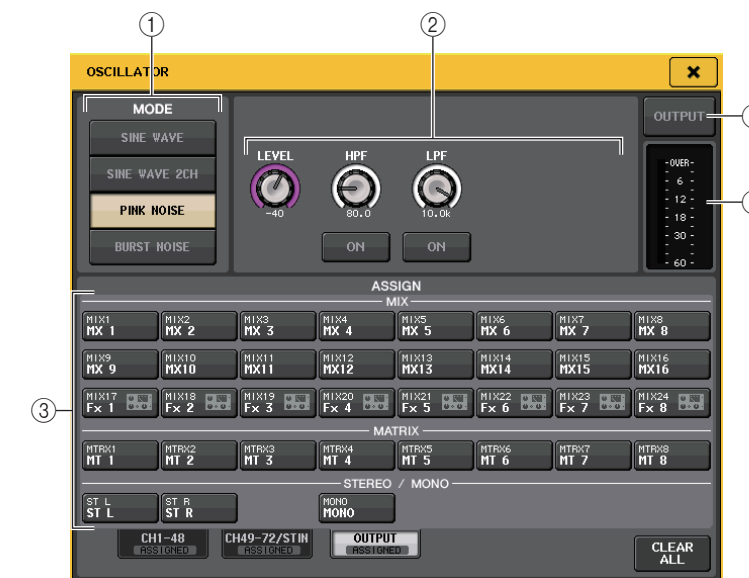 1
2
OSCILLATOR
MODE
SINE WAVE
SINE WAVE 2CH
PINK NOISE
BURST NOISE
LEVEL HPF LPF
-40 80.0 10.0k
ON ON
OUTPUT
-OVER-
- 6 -
- 12 -
- 18 -
- 30 -
- 60 -
ASSIGN
MIX
MIX1 MIX2 MIX3 MIX4 MIX5 MIX6 MIX7 MIX8
MX 1 MX 2 MX 3 MX 4 MX 5 MX 6 MX 7 MX 8
MIX9 MIX10 MIX11 MIX12 MIX13 MIX14 MIX15 MIX16
MX 9 MX10 MX11 MX12 MX13 MX14 MX15 MX16
MIX17 MIX18 MIX19 MIX20 MIX21 MIX22 MIX23 MIX24
Fx 1 Fx 2 Fx 3 Fx 4 Fx 5 Fx 6 Fx 7 Fx 8
3
MATRIX
MTRX1 MTRX2 MTRX3 MTRX4 MTRX5 MTRX6 MTRX7 MTRX8
MT 1 MT 2 MT 3 MT 4 MT 5 MT 6 MT 7 MT 8
STEREO / MONO
ST L ST R MONO
ST L ST R MONO
CH1-48 CH49-72/STIN OUTPUT
ASSIGNED ASSIGNED ASSIGNED
CLEAR
ALL